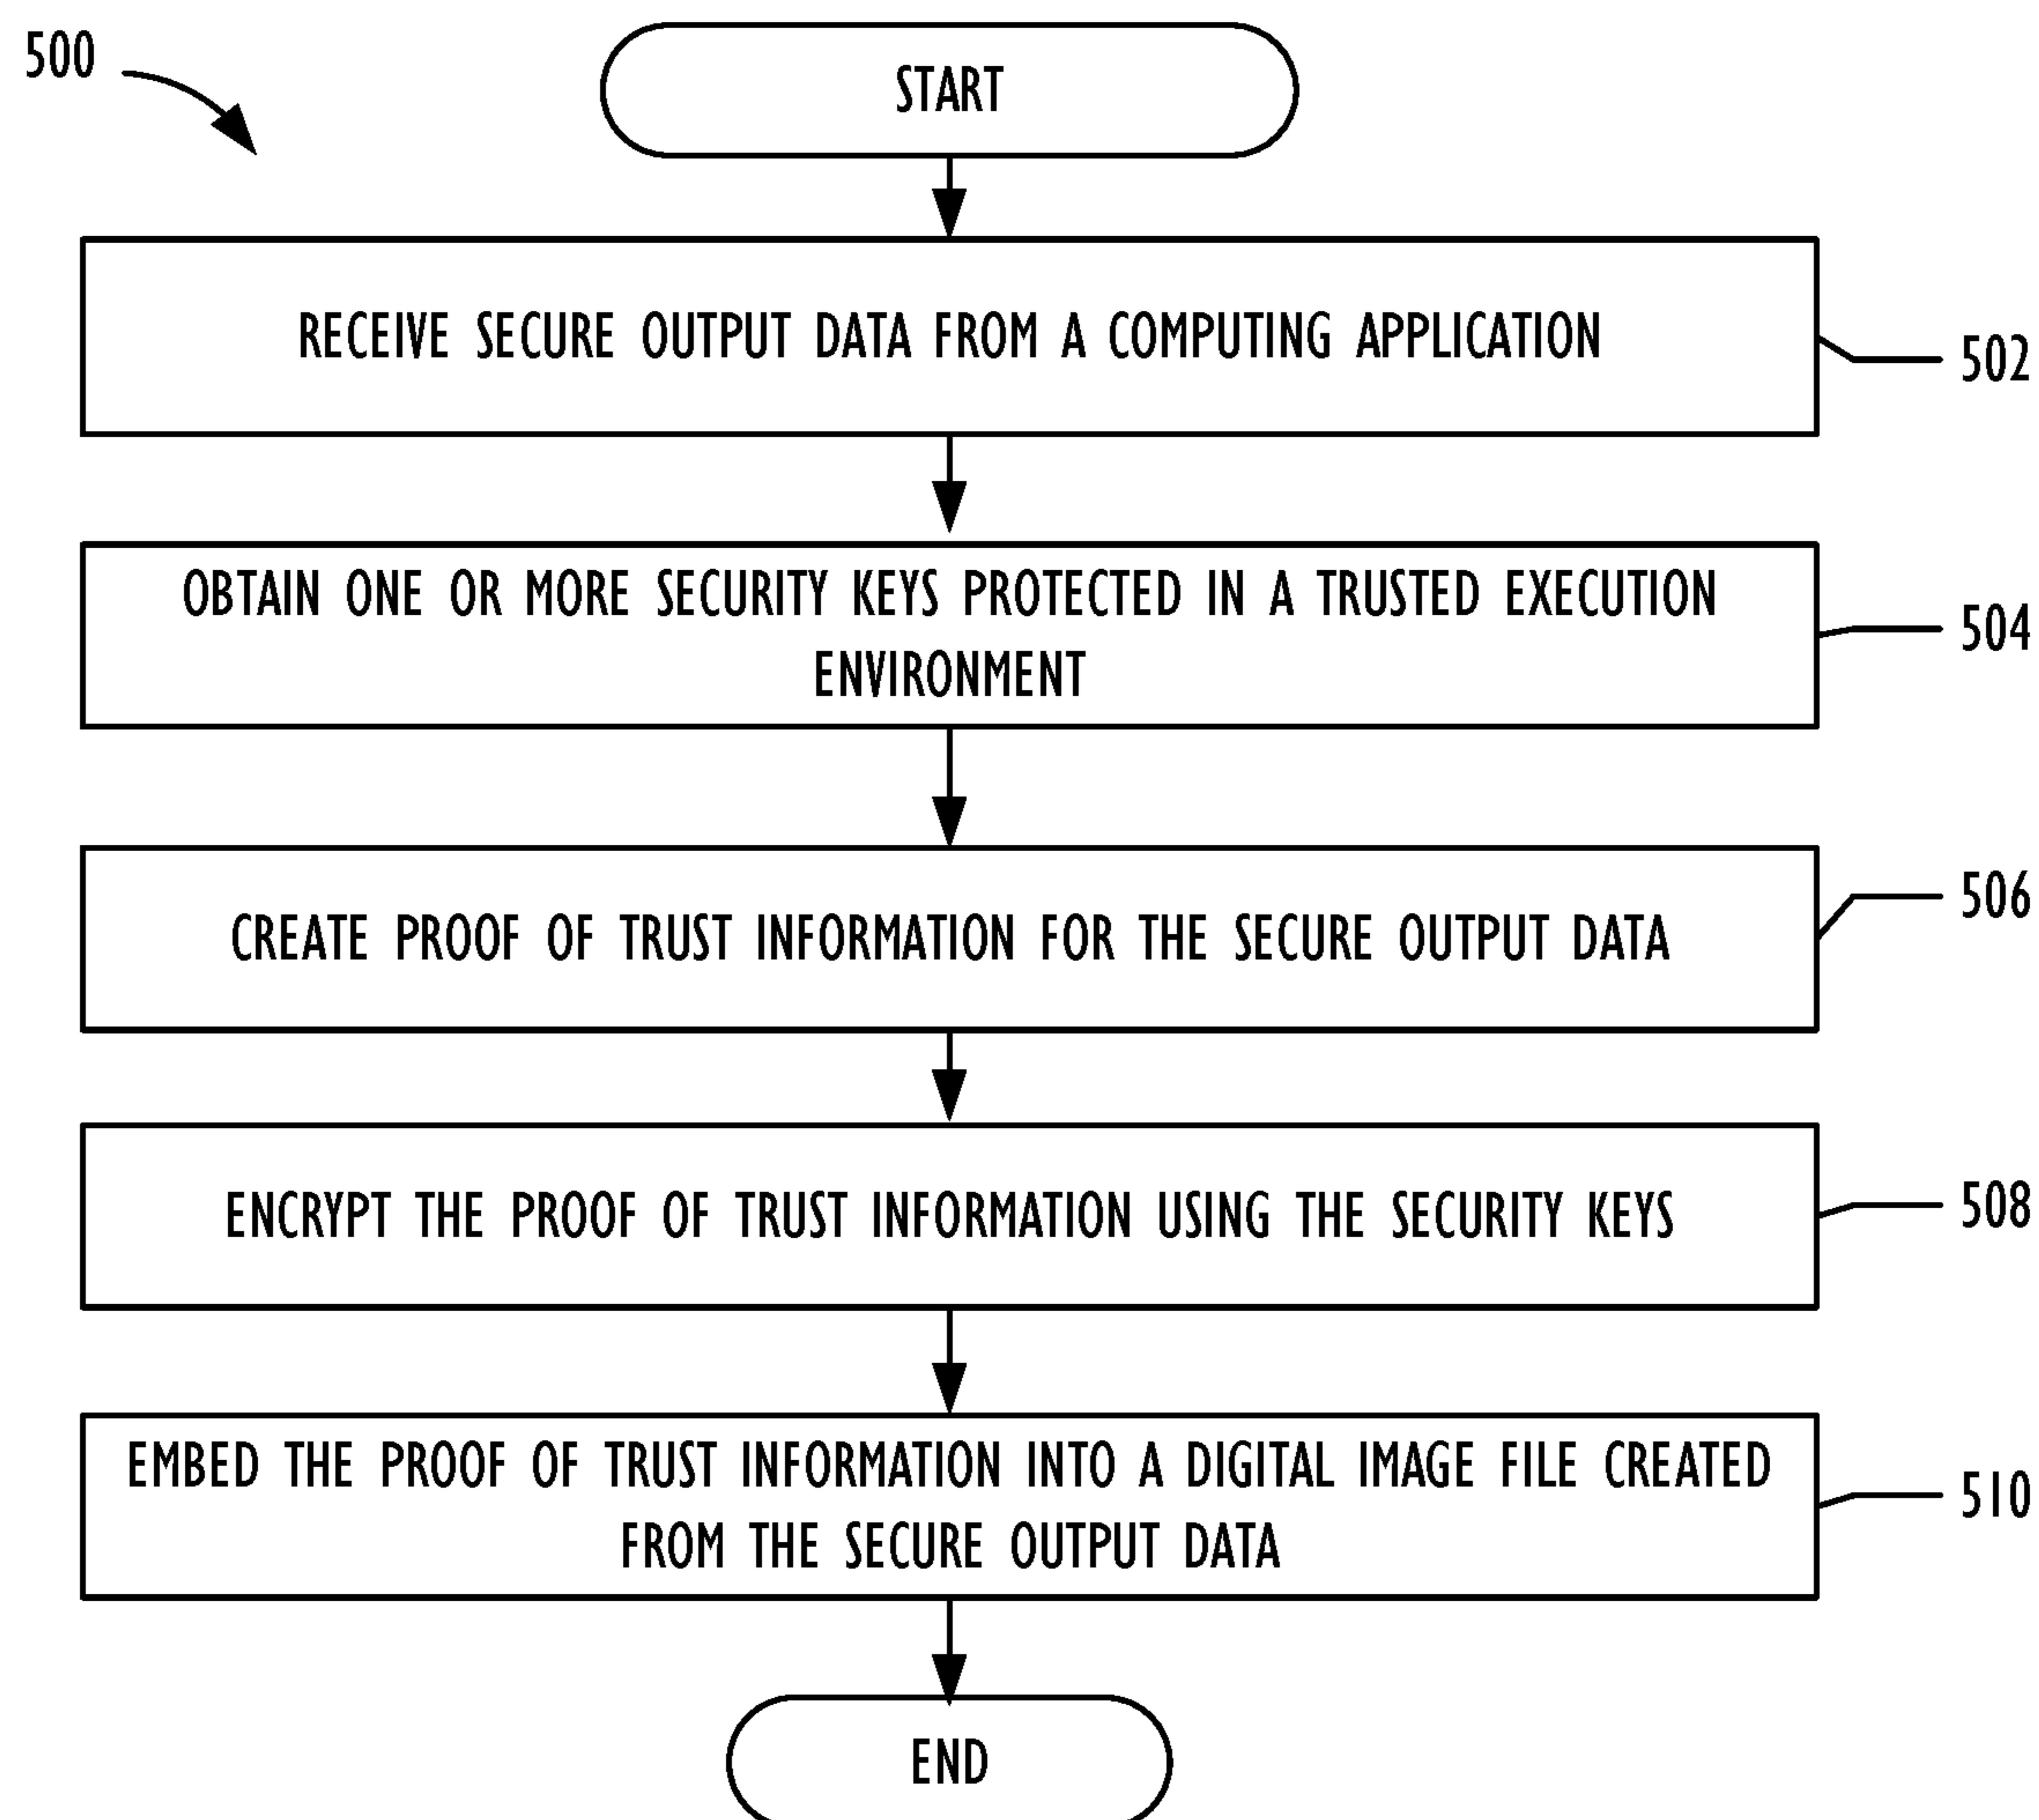 500
START
RECEIVE SECURE OUTPUT DATA FROM A COMPUTING APPLICATION
502
OBTAIN ONE OR MORE SECURITY KEYS PROTECTED IN A TRUSTED EXECUTION
ENVIRONMENT
504
CREATE PROOF OF TRUST INFORMATION FOR THE SECURE OUTPUT DATA
506
ENCRYPT THE PROOF OF TRUST INFORMATION USING THE SECURITY KEYS
508
EMBED THE PROOF OF TRUST INFORMATION INTO A DIGITAL IMAGE FILE CREATED
FROM THE SECURE OUTPUT DATA
510
END